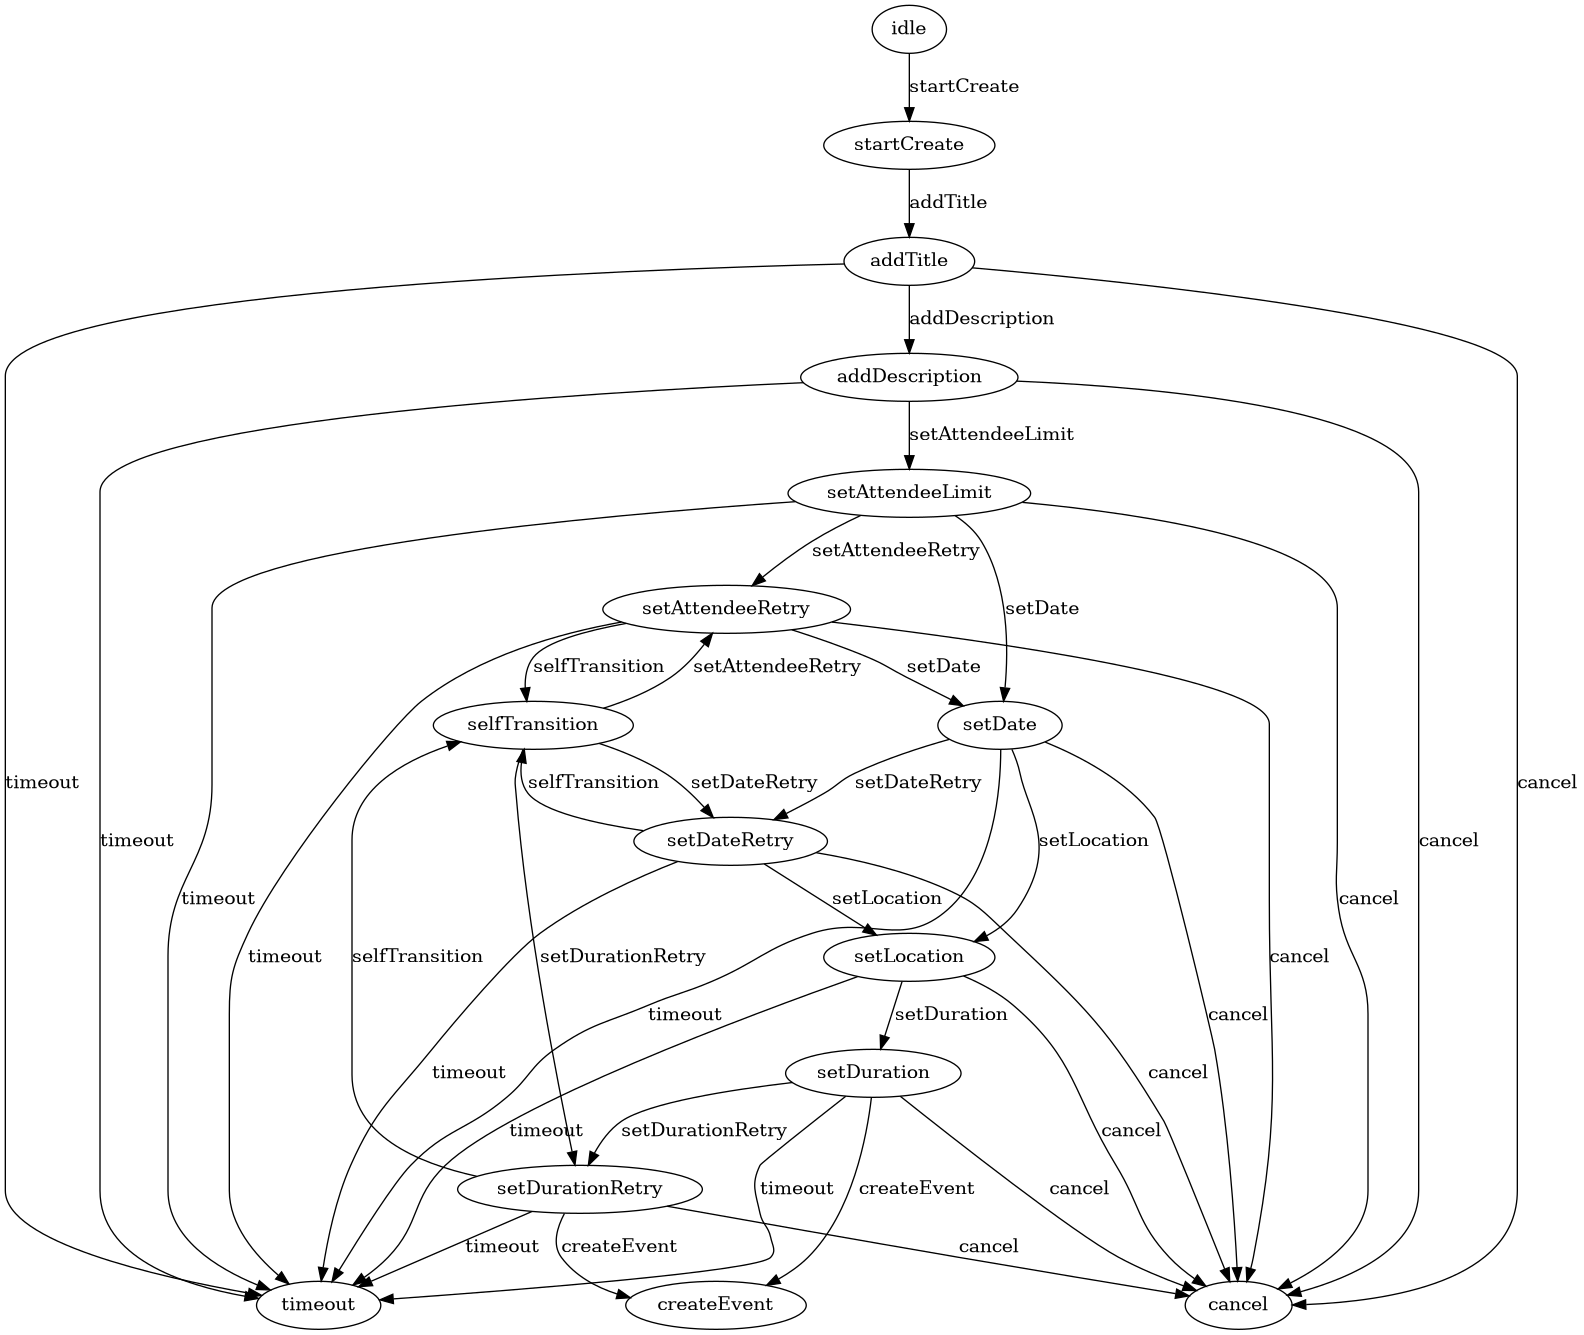 idle
startCreate
startCreate
addTitle
addTitle
addDescription
addDescription
setAttendeeLimit
setAttendeeLimit
setAttendeeRetry
setAttendeeRetry
setDate
selfTransition
setAttendeeRetry
setDate
selfTransition
setDate
timeout
selfTransition
setDateRetry
setDateRetry
cancel
timeout
setDateRetry
setLocation
cancel
timeout
setLocation
cancel
timeout
selfTransition
setDurationRetry
setLocation
cancel
timeout
setDuration
cancel
timeout
setDuration
cancel
timeout
setDurationRetry
cancel
setDurationRetry
timeout
createEvent
cancel
timeout
createEvent
cancel
timeout
createEvent
cancel